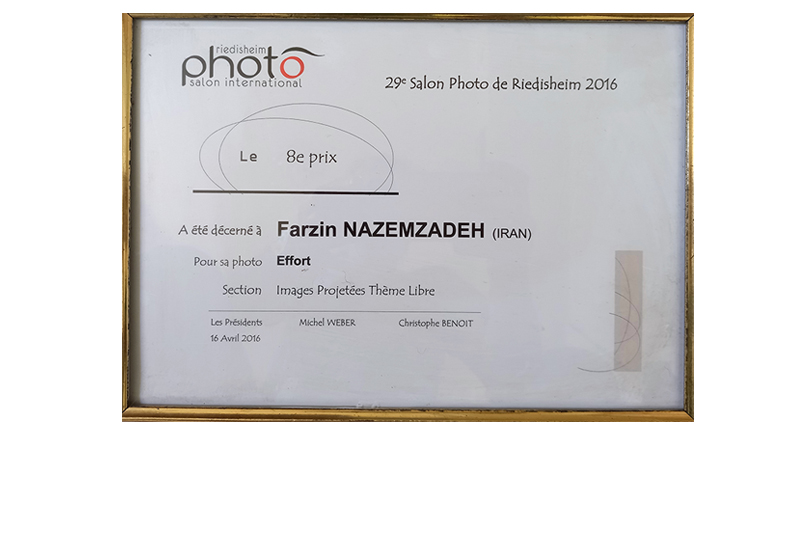 riedisheim
photo
salon international
29e Salon Photo de Riedisheim 2016
Le 8e prix
A été décerné à Farzin NAZEMZADEH (IRAN)
Pour sa photo Effort
Section Images Projetées Thème Libre
Les Présidents Michel WEBER Christophe BENOIT
16 Avril 2016